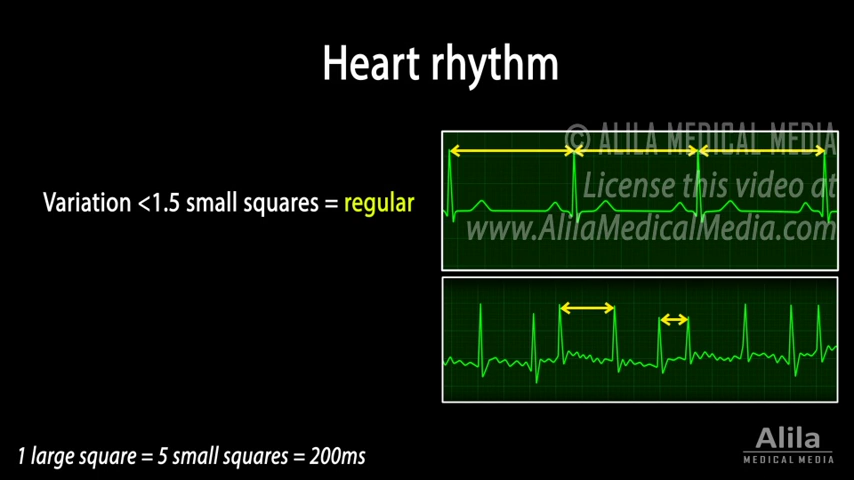 Heart rhythm
© ALILA MEDICAL MEDIA
License this video at
www.AlilaMedicalMedia.com
Variation <1.5 small squares = regular
1 large square = 5 small squares = 200ms
Alila
MEDICAL MEDIA